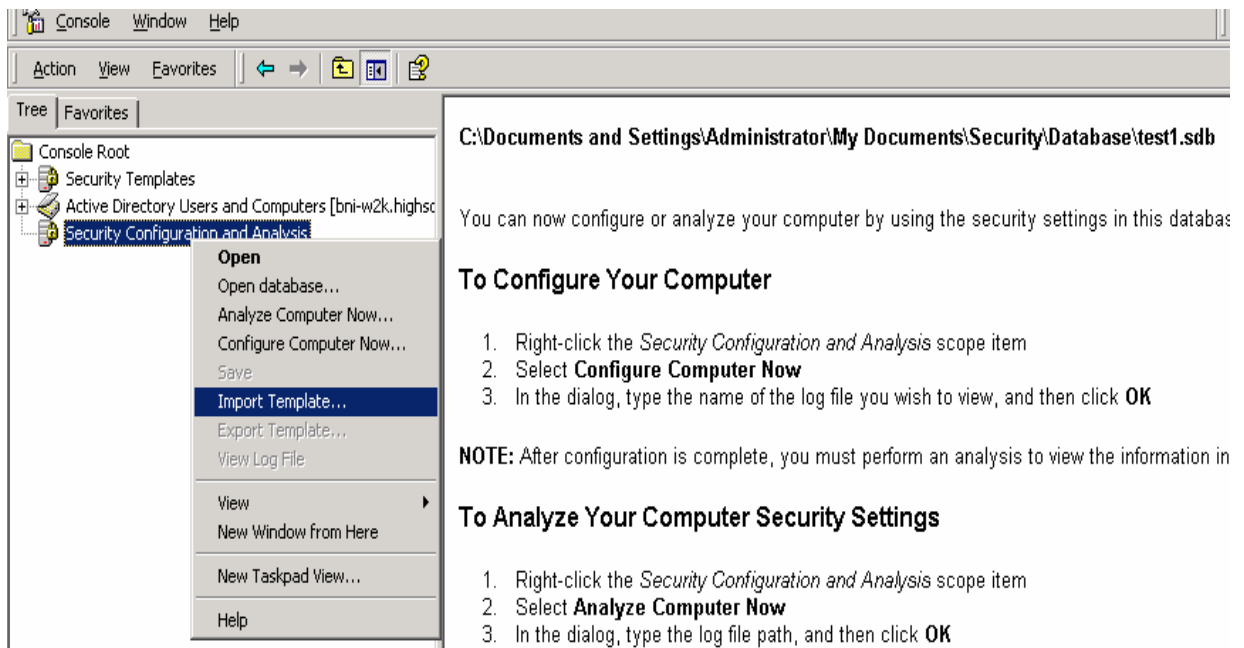 Console Window Help
Action View Favorites
Tree Favorites
Console Root
Security Templates
Active Directory Users and Computers [bni-w2k.highsc
Security Configuration and Analysis
Open
Open database...
Analyze Computer Now...
Configure Computer Now...
Save
Import Template...
Export Template...
View Log File
View
New Window from Here
New Taskpad View...
Help
C:\Documents and Settings\Administrator\My Documents\Security\Database\test1.sdb
You can now configure or analyze your computer by using the security settings in this databas
To Configure Your Computer
1. Right-click the Security Configuration and Analysis scope item
2. Select Configure Computer Now
3. In the dialog, type the name of the log file you wish to view, and then click OK
NOTE: After configuration is complete, you must perform an analysis to view the information in
To Analyze Your Computer Security Settings
1. Right-click the Security Configuration and Analysis scope item
2. Select Analyze Computer Now
3. In the dialog, type the log file path, and then click OK